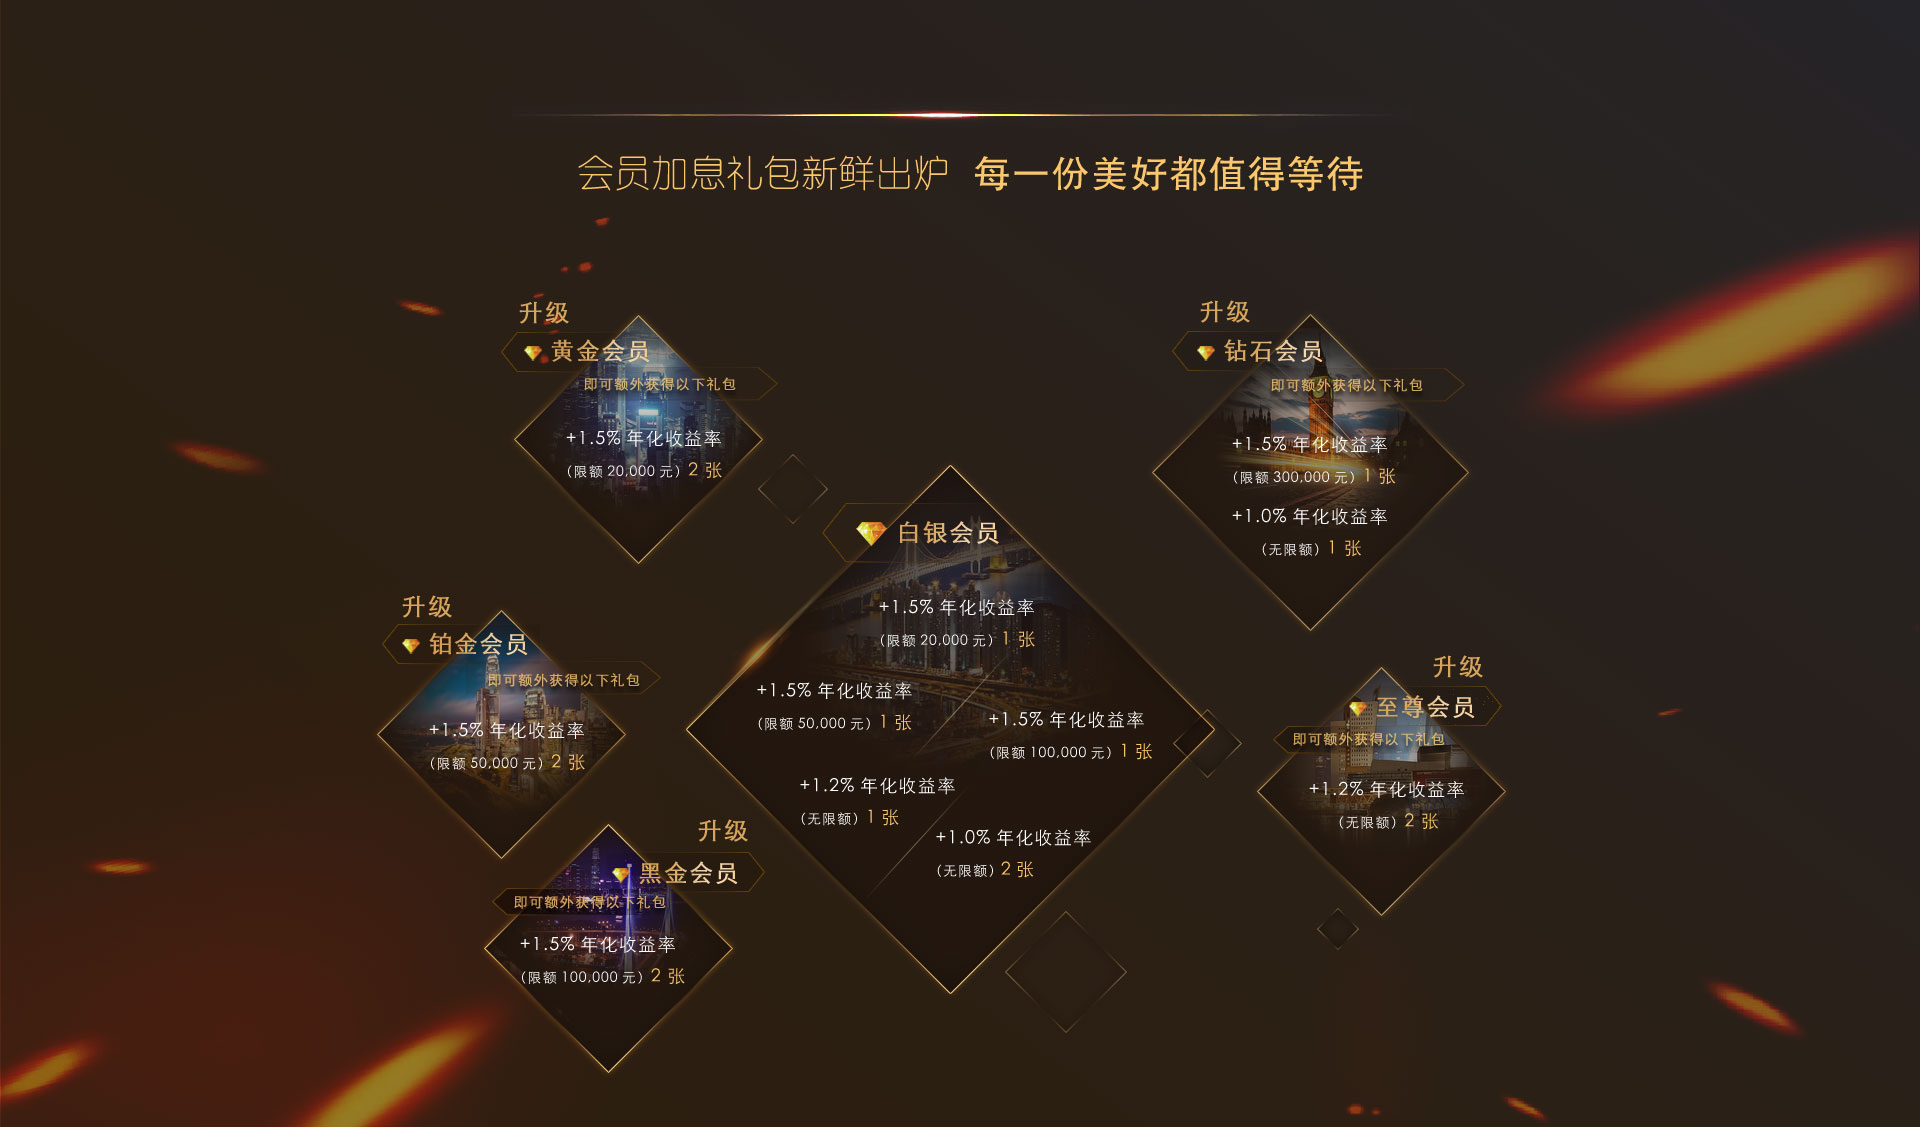 会员加息礼包新鲜出炉 每一份美好都值得等待
升级
黄金会员
即可额外获得以下礼包
+1.5% 年化收益率
(限额 20,000 元) 2 张
升级
钻石会员
即可额外获得以下礼包
+1.5% 年化收益率
(限额 300,000 元) 1 张
+1.0% 年化收益率
(无限额) 1 张
白银会员
+1.5% 年化收益率
(限额 20,000 元) 1 张
+1.5% 年化收益率
(限额 50,000 元) 1 张
+1.5% 年化收益率
(限额 100,000 元) 1 张
+1.2% 年化收益率
(无限额) 1 张
+1.0% 年化收益率
(无限额) 2 张
升级
铂金会员
即可额外获得以下礼包
+1.5% 年化收益率
(限额 50,000 元) 2 张
升级
至尊会员
即可额外获得以下礼包
+1.2% 年化收益率
(无限额) 2 张
升级
黑金会员
即可额外获得以下礼包
+1.5% 年化收益率
(限额 100,000 元) 2 张